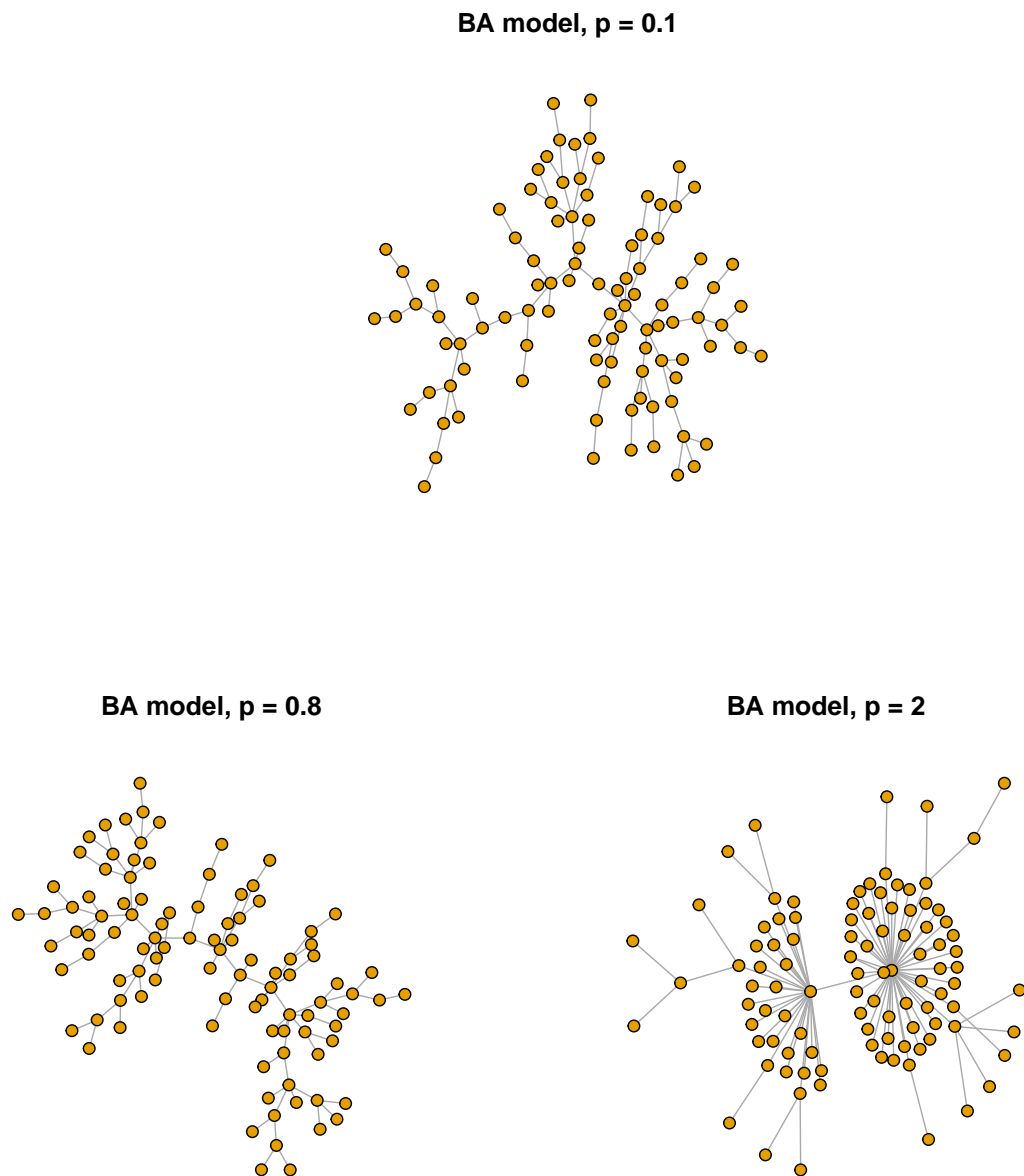 BA model, p = 0.1
BA model, p = 0.8
BA model, p = 2